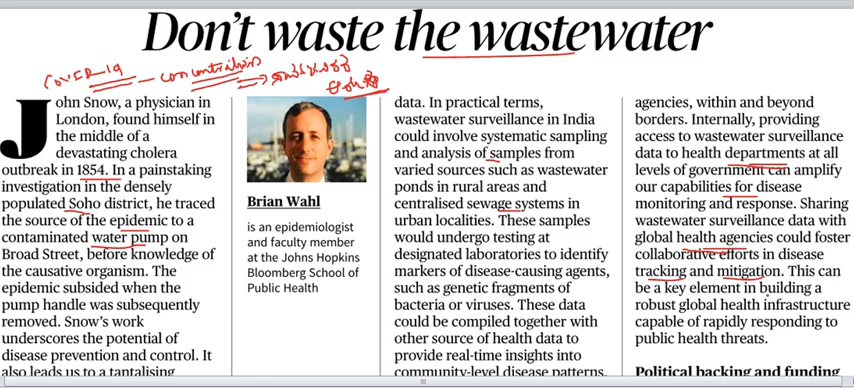 Don't waste the wastewater
COVID-19 – concentration
John Snow, a physician in
London, found himself in
the middle of a
devastating cholera
outbreak in 1854. In a painstaking
investigation in the densely
populated Soho district, he traced
the source of the epidemic to a
contaminated water pump on
Broad Street, before knowledge of
the causative organism. The
epidemic subsided when the
pump handle was subsequently
removed. Snow's work
underscores the potential of
disease prevention and control. It
also leads us to a tantalising
Brian Wahl
is an epidemiologist
and faculty member
at the Johns Hopkins
Bloomberg School of
Public Health
data. In practical terms,
wastewater surveillance in India
could involve systematic sampling
and analysis of samples from
varied sources such as wastewater
ponds in rural areas and
centralised sewage systems in
urban localities. These samples
would undergo testing at
designated laboratories to identify
markers of disease-causing agents,
such as genetic fragments of
bacteria or viruses. These data
could be compiled together with
other source of health data to
provide real-time insights into
community-level disease patterns,
agencies, within and beyond
borders. Internally, providing
access to wastewater surveillance
data to health departments at all
levels of government can amplify
our capabilities for disease
monitoring and response. Sharing
wastewater surveillance data with
global health agencies could foster
collaborative efforts in disease
tracking and mitigation. This can
be a key element in building a
robust global health infrastructure
capable of rapidly responding to
public health threats.
Political backing and funding